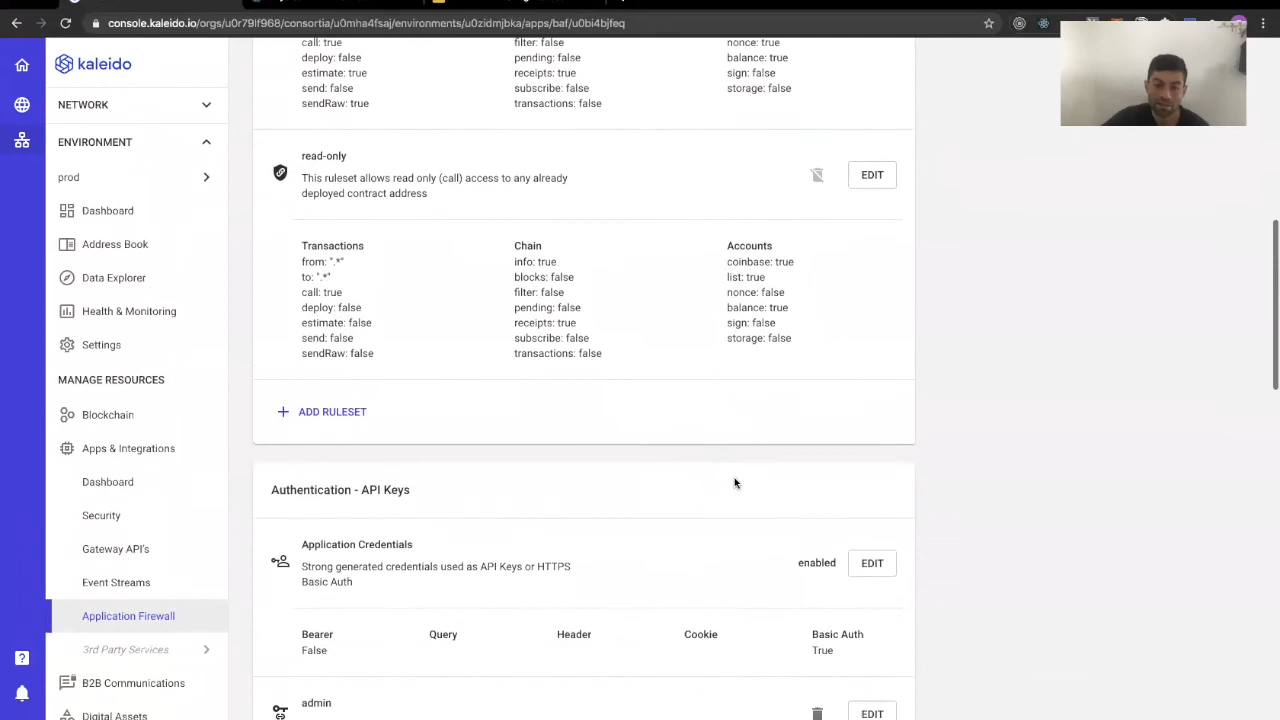 console.kaleido.io/orgs/u0r79lf968/consortia/u0mha4fsaj/environments/u0zidmjbka/apps/baf/u0bi4bjfeq
kaleido
NETWORK
ENVIRONMENT
prod
Dashboard
Address Book
Data Explorer
Health & Monitoring
Settings
MANAGE RESOURCES
Blockchain
Apps & Integrations
Dashboard
Security
Gateway API's
Event Streams
Application Firewall
3rd Party Services
B2B Communications
Digital Assets
call: true
deploy: false
estimate: true
send: false
sendRaw: true
filter: false
pending: false
receipts: true
subscribe: false
transactions: false
nonce: true
balance: true
sign: false
storage: false
read-only
This ruleset allows read only (call) access to any already
deployed contract address
EDIT
Transactions
from: ".*"
to: ".*"
call: true
deploy: false
estimate: false
send: false
sendRaw: false
Chain
info: true
blocks: false
filter: false
pending: false
receipts: true
subscribe: false
transactions: false
Accounts
coinbase: true
list: true
nonce: false
balance: true
sign: false
storage: false
ADD RULESET
Authentication - API Keys
Application Credentials
Strong generated credentials used as API Keys or HTTPS
Basic Auth
enabled
EDIT
Bearer
False
Query
Header
Cookie
Basic Auth
True
admin
EDIT